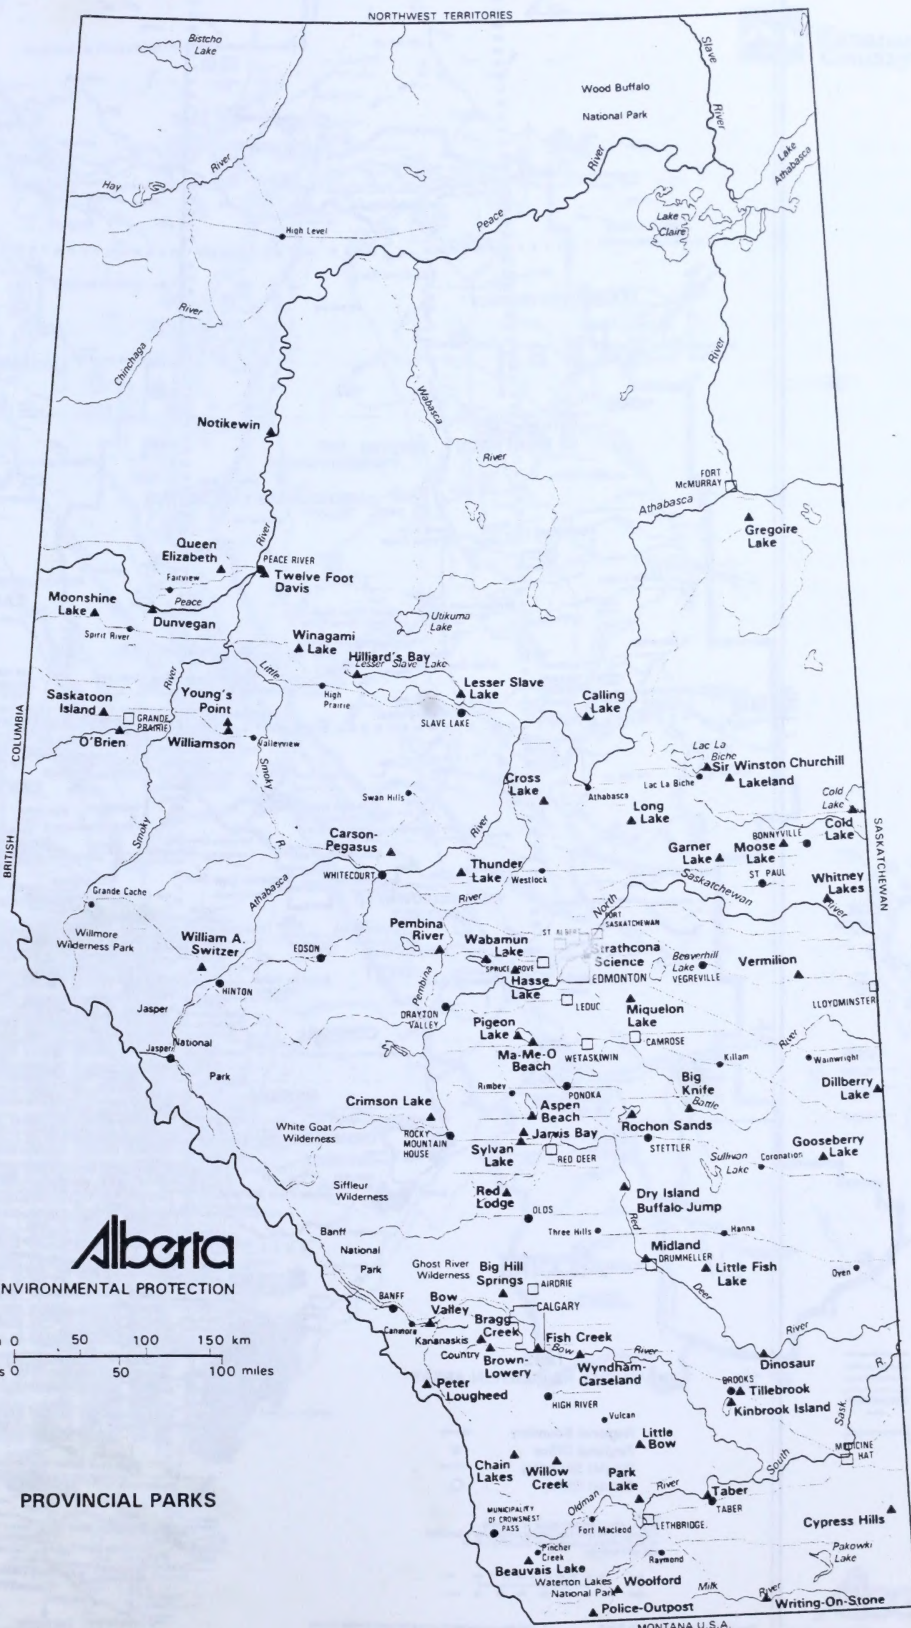 NORTHWEST TERRITORIES
Bistcho
Lake
Slave
River
Wood Buffalo
National Park
Lake
Athabasca
Hay
River
River
Peace
Lake
Claire
High Level
River
Chinchaga
River
Wabasca
River
Notikewin
FORT
McMURRAY
Athabasca
Gregoire
Lake
River
Queen
Elizabeth
PEACE RIVER
Fairview
Twelve Foot
Davis
Peace
Moonshine
Lake
Dunvegan
Spirit River
Utikuma
Lake
Winagami
Lake
Hilliard's Bay
Lesser Slave Lake
Little
River
High
Prairie
Lesser Slave
Lake
SLAVE LAKE
Calling
Lake
Saskatoon
Island
GRANDE
PRAIRIE
Young's
Point
O'Brien
Williamson
Valleyview
Smoky
COLUMBIA
Lac La
Biche
Sir Winston Churchill
Lac La Biche
Lakeland
Cross
Lake
Athabasca
Swan Hills
Cold
Lake
Long
Lake
Smoky
R.
River
Carson-
Pegasus
BONNYVILLE
Cold
Lake
Garner
Lake
Moose
Lake
SASKATCHEWAN
BRITISH
Athabasca
WHITECOURT
Thunder
Lake
Westlock
ST PAUL
Whitney
Lakes
Saskatchewan
River
North
River
Grande Cache
FORT
SASKATCHEWAN
ST ALBERT
Willmore
Wilderness Park
William A.
Switzer
EDSON
Pembina
River
Wabamun
Lake
Strathcona
Science
Beaverhill
Lake
VEGREVILLE
Vermilion
SPRUCE GROVE
Hasse
Lake
EDMONTON
HINTON
Pembina
LLOYDMINSTER
DRAYTON
VALLEY
LEDUC
Miquelon
Lake
Jasper
National
Park
Jasper
Pigeon
Lake
Ma-Me-O
Beach
WETASKIWIN
CAMROSE
River
Killam
Wainwright
Rimbey
PONOKA
Big
Knife
Battle
Dillberry
Lake
Crimson Lake
Aspen
Beach
White Goat
Wilderness
ROCKY
MOUNTAIN
HOUSE
Jarvis Bay
Rochon Sands
STETTLER
Sylvan
Lake
RED DEER
Sullivan
Lake
Coronation
Gooseberry
Lake
Siffleur
Wilderness
Red
Lodge
Dry Island
Buffalo Jump
OLDS
Red
Three Hills
Hanna
Alberta
NVIRONMENTAL PROTECTION
Banff
National
Park
Ghost River
Wilderness
Big Hill
Springs
AIRDRIE
Midland
DRUMHELLER
Little Fish
Lake
Oyen
Deer
River
BANFF
Canmore
Bow
Valley
CALGARY
Kananaskis
Country
Bragg
Creek
Fish Creek
Bow
River
Brown-
Lowery
Wyndham-
Carseland
Dinosaur
R.
0 50 100 150 km
s 0 50 100 miles
Peter
Lougheed
HIGH RIVER
Vulcan
BROOKS
Tillebrook
Kinbrook Island
Sask.
MEDICINE
HAT
South
Little
Bow
Chain
Lakes
Willow
Creek
Park
Lake
River
Taber
TABER
PROVINCIAL PARKS
MUNICIPALITY
OF CROWSNEST
PASS
Oldman
Fort Macleod
LETHBRIDGE
Cypress Hills
Pincher
Creek
Beauvais Lake
Raymond
Pakowki
Lake
Waterton Lakes
National Park
Woolford
Milk
River
Writing-On-Stone
Police-Outpost
MONTANA U.S.A.